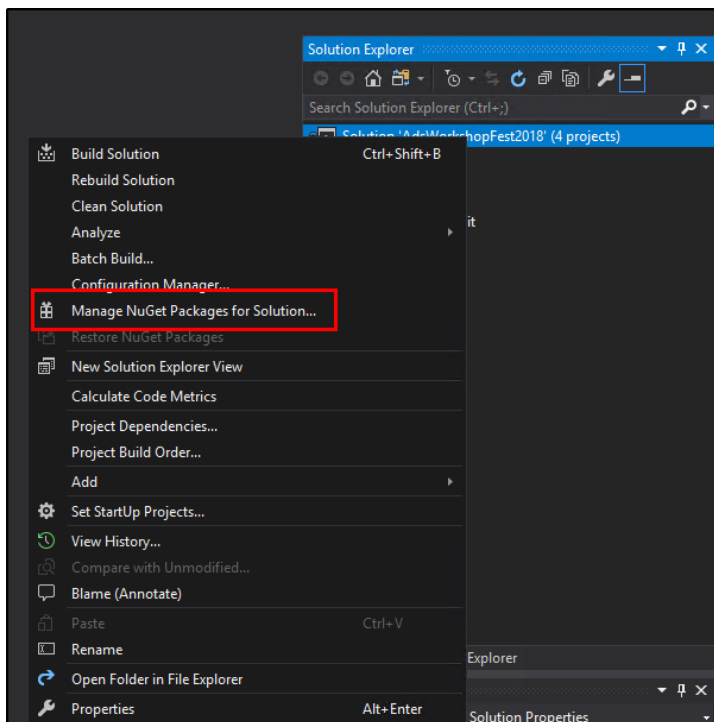 Solution Explorer
Search Solution Explorer (Ctrl+;)
Solution 'AdsWorkshopFest2018' (4 projects)
Build Solution Ctrl+Shift+B
Rebuild Solution
Clean Solution
it
Analyze
Batch Build...
Configuration Manager...
Manage NuGet Packages for Solution...
Restore NuGet Packages
New Solution Explorer View
Calculate Code Metrics
Project Dependencies...
Project Build Order...
Add
Set StartUp Projects...
View History...
Compare with Unmodified...
Blame (Annotate)
Paste Ctrl+V
Rename
Explorer
Open Folder in File Explorer
Properties Alt+Enter
Solution Properties